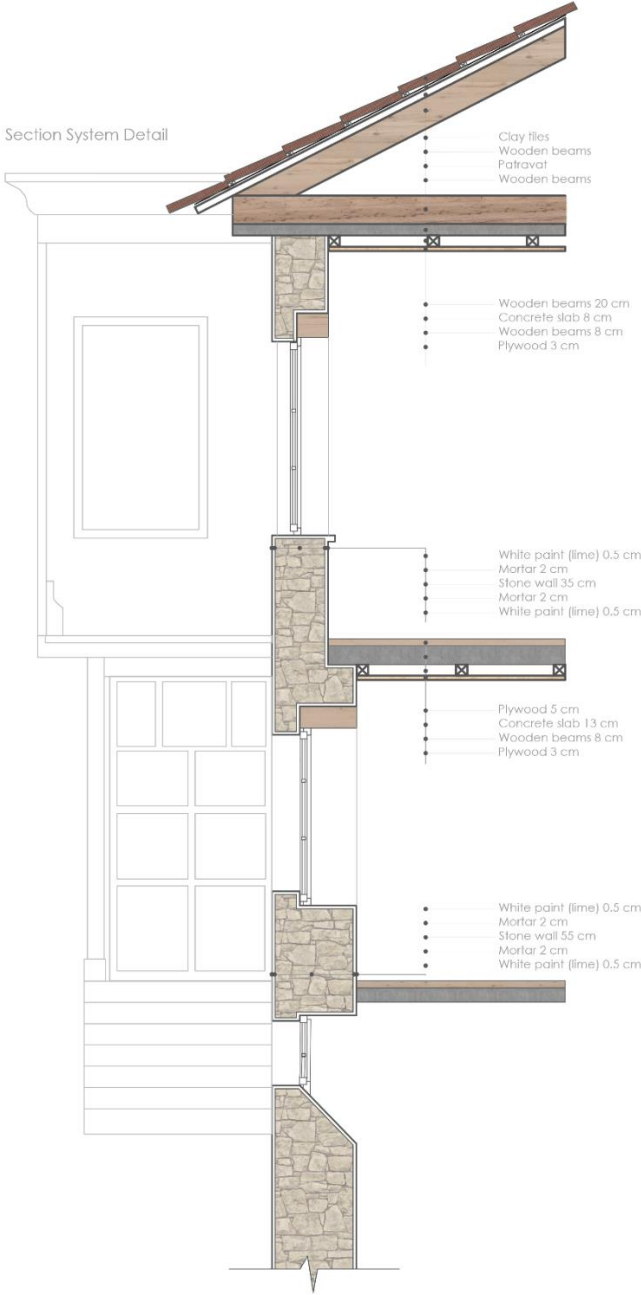 Section System Detail
Clay tiles
Wooden beams
Patravat
Wooden beams
Wooden beams 20 cm
Concrete slab 8 cm
Wooden beams 8 cm
Plywood 3 cm
White paint (lime) 0.5 cm
Mortar 2 cm
Stone wall 35 cm
Mortar 2 cm
White paint (lime) 0.5 cm
Plywood 5 cm
Concrete slab 13 cm
Wooden beams 8 cm
Plywood 3 cm
White paint (lime) 0.5 cm
Mortar 2 cm
Stone wall 55 cm
Mortar 2 cm
White paint (lime) 0.5 cm